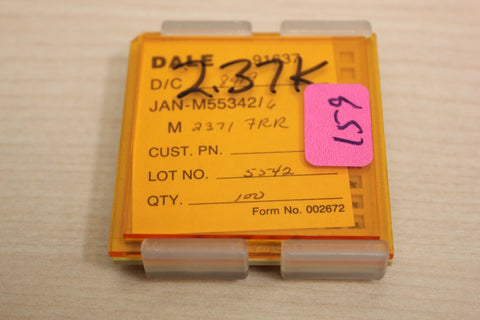 DALE 91637
2.37K
D/C
JAN-M55342/6
M 2371 7RR
159
CUST. PN.
LOT NO. 5542
QTY. 100
Form No. 002672